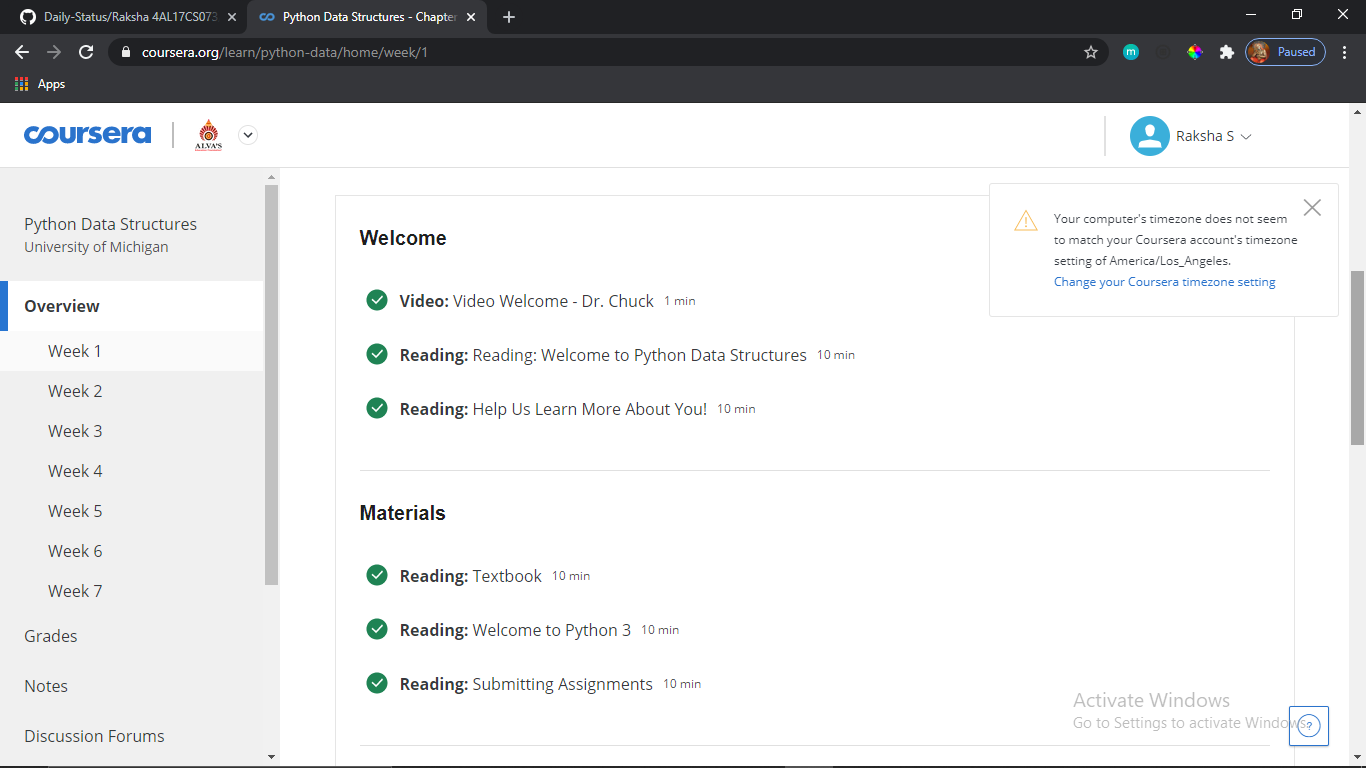 Daily-Status/Raksha 4AL17CS073
Python Data Structures - Chapter
coursera.org/learn/python-data/home/week/1
m
Paused
Apps
coursera
ALVA'S
Raksha S
Python Data Structures
University of Michigan
Overview
Week 1
Week 2
Week 3
Week 4
Week 5
Week 6
Week 7
Grades
Notes
Discussion Forums
Your computer's timezone does not seem
to match your Coursera account's timezone
setting of America/Los_Angeles.
Change your Coursera timezone setting
Welcome
Video: Video Welcome - Dr. Chuck 1 min
Reading: Reading: Welcome to Python Data Structures 10 min
Reading: Help Us Learn More About You! 10 min
Materials
Reading: Textbook 10 min
Reading: Welcome to Python 3 10 min
Reading: Submitting Assignments 10 min
Activate Windows
Go to Settings to activate Windows.
?